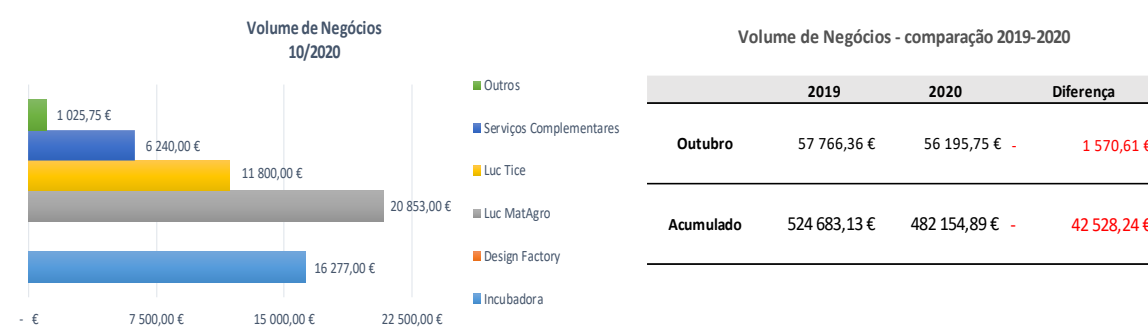 Volume de Negócios
10/2020
1 025,75 €
6 240,00 €
11 800,00 €
20 853,00 €
16 277,00 €
- €
7 500,00 €
15 000,00 €
22 500,00 €
Outros
Serviços Complementares
Luc Tice
Luc MatAgro
Design Factory
Incubadora
Volume de Negócios - comparação 2019-2020
2019 2020 Diferença
Outubro 57 766,36 € 56 195,75 € - 1 570,61 €
Acumulado 524 683,13 € 482 154,89 € - 42 528,24 €